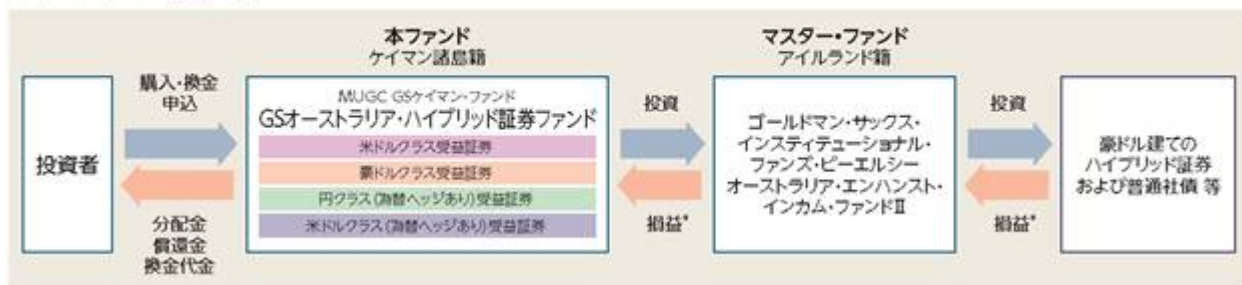 本ファンド
ケイマン諸島籍
マスター・ファンド
アイルランド籍
投資者
購入・換金
申込
分配金
償還金
換金代金
MUGC GSケイマン・ファンド
GSオーストラリア・ハイブリッド証券ファンド
米ドルクラス受益証券
豪ドルクラス受益証券
円クラス(為替ヘッジあり)受益証券
米ドルクラス(為替ヘッジあり)受益証券
投資
損益*
ゴールドマン・サックス・
インスティテューショナル・
ファンズ・ピーエルシー
オーストラリア・エンハンスト・
インカム・ファンドⅡ
投資
損益*
豪ドル建ての
ハイブリッド証券
および普通社債 等